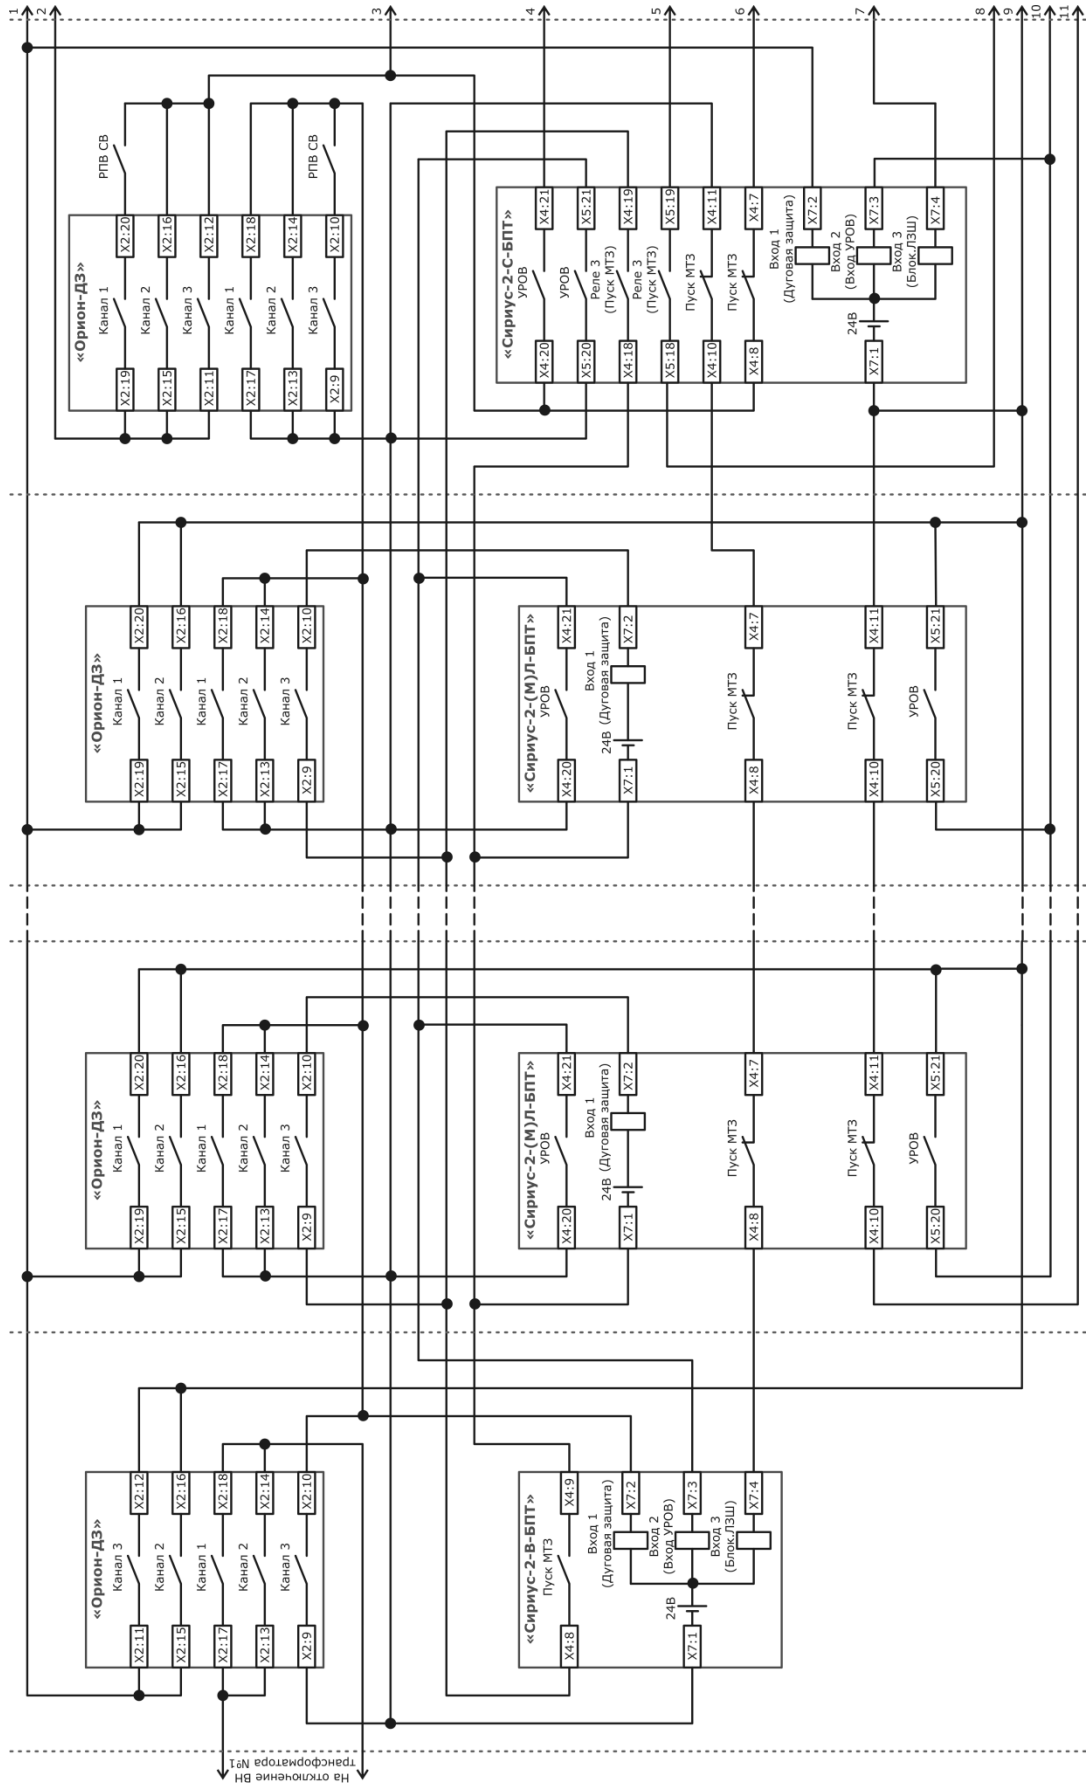 1
2
3
4
5
6
7
8
9
10
11
«Орион-ДЗ»
X2:19
Канал 1
X2:20
РПВ СВ
X2:15
Канал 2
X2:16
X2:11
Канал 3
X2:12
X2:17
Канал 1
X2:18
X2:13
Канал 2
X2:14
X2:9
Канал 3
X2:10
РПВ СВ
«Сириус-2-С-БПТ»
X4:20
УРОВ
X4:21
X5:20
УРОВ
X5:21
X4:18
Реле 3
(Пуск МТЗ)
X4:19
X5:18
Реле 3
(Пуск МТЗ)
X5:19
X4:10
Пуск МТЗ
X4:11
X4:8
Пуск МТЗ
X4:7
X7:1
24В
Вход 1
(Дуговая защита)
X7:2
Вход 2
(Вход УРОВ)
X7:3
Вход 3
(Блок.ЛЗШ)
X7:4
«Орион-ДЗ»
X2:19
Канал 1
X2:20
X2:15
Канал 2
X2:16
X2:17
Канал 1
X2:18
X2:13
Канал 2
X2:14
X2:9
Канал 3
X2:10
«Сириус-2-(М)Л-БПТ»
X4:20
УРОВ
X4:21
X7:1
24В
Вход 1
(Дуговая защита)
X7:2
X4:8
Пуск МТЗ
X4:7
X4:10
Пуск МТЗ
X4:11
X5:20
УРОВ
X5:21
«Орион-ДЗ»
X2:19
Канал 1
X2:20
X2:15
Канал 2
X2:16
X2:17
Канал 1
X2:18
X2:13
Канал 2
X2:14
X2:9
Канал 3
X2:10
«Сириус-2-(М)Л-БПТ»
X4:20
УРОВ
X4:21
X7:1
24В
Вход 1
(Дуговая защита)
X7:2
X4:8
Пуск МТЗ
X4:7
X4:10
Пуск МТЗ
X4:11
X5:20
УРОВ
X5:21
«Орион-ДЗ»
X2:11
Канал 3
X2:12
X2:15
Канал 2
X2:16
X2:17
Канал 1
X2:18
X2:13
Канал 2
X2:14
X2:9
Канал 3
X2:10
«Сириус-2-В-БПТ»
X4:8
Пуск МТЗ
X4:9
X7:1
24В
Вход 1
(Дуговая защита)
X7:2
Вход 2
(Вход УРОВ)
X7:3
Вход 3
(Блок.ЛЗШ)
X7:4
На отключение ВН
трансформатора №1